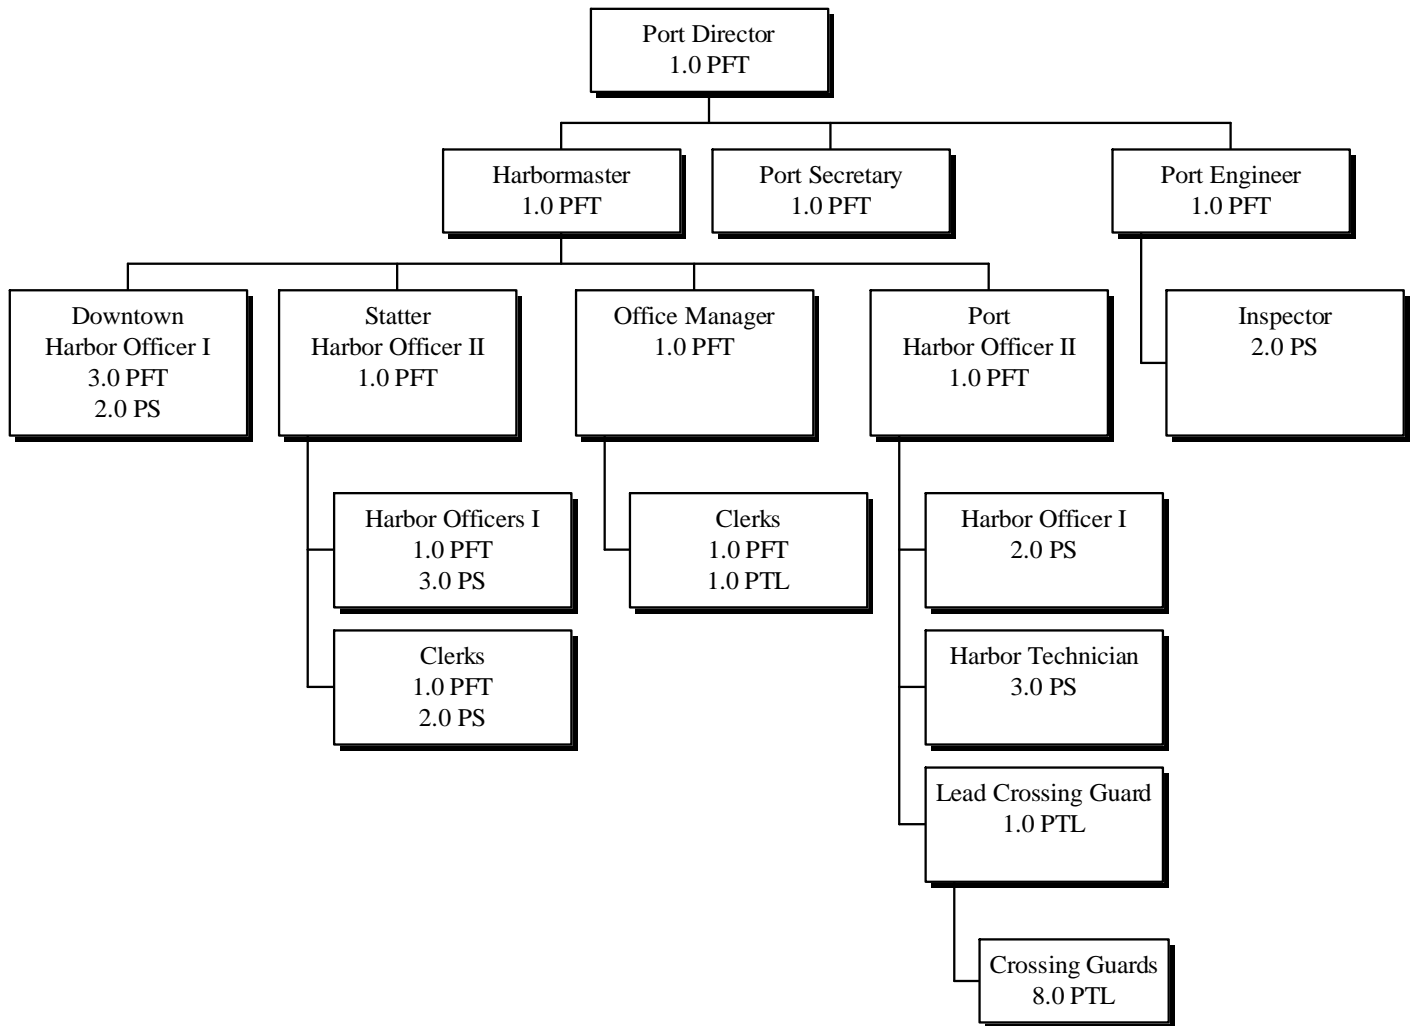 Port Director
1.0 PFT
Harbormaster
1.0 PFT
Port Secretary
1.0 PFT
Port Engineer
1.0 PFT
Downtown
Harbor Officer I
3.0 PFT
2.0 PS
Statter
Harbor Officer II
1.0 PFT
Office Manager
1.0 PFT
Port
Harbor Officer II
1.0 PFT
Inspector
2.0 PS
Harbor Officers I
1.0 PFT
3.0 PS
Clerks
1.0 PFT
1.0 PTL
Harbor Officer I
2.0 PS
Clerks
1.0 PFT
2.0 PS
Harbor Technician
3.0 PS
Lead Crossing Guard
1.0 PTL
Crossing Guards
8.0 PTL